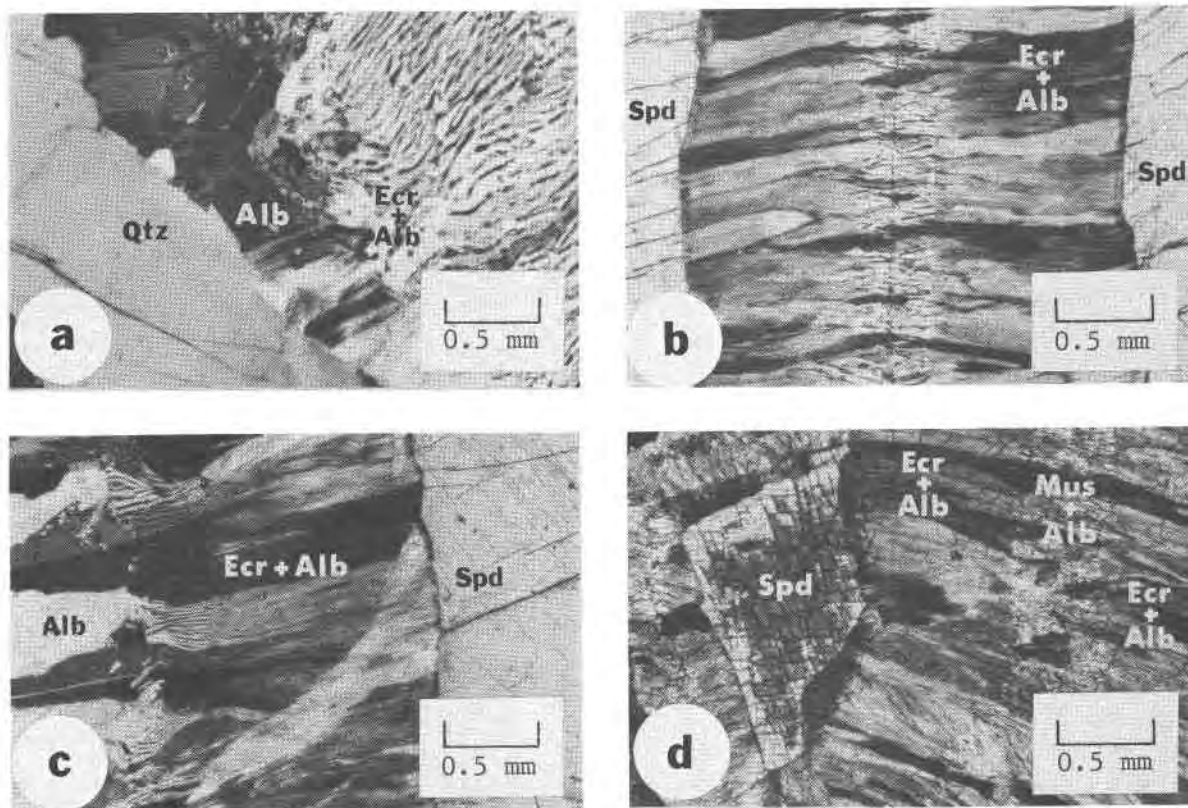 Alb
Qtz
Ecr
+
Alb
a
0.5 mm
Spd
Ecr
+
Alb
Spd
b
0.5 mm
Ecr + Alb
Spd
Alb
c
0.5 mm
Ecr
+
Alb
Mus
+
Alb
Spd
Ecr
+
Alb
d
0.5 mm